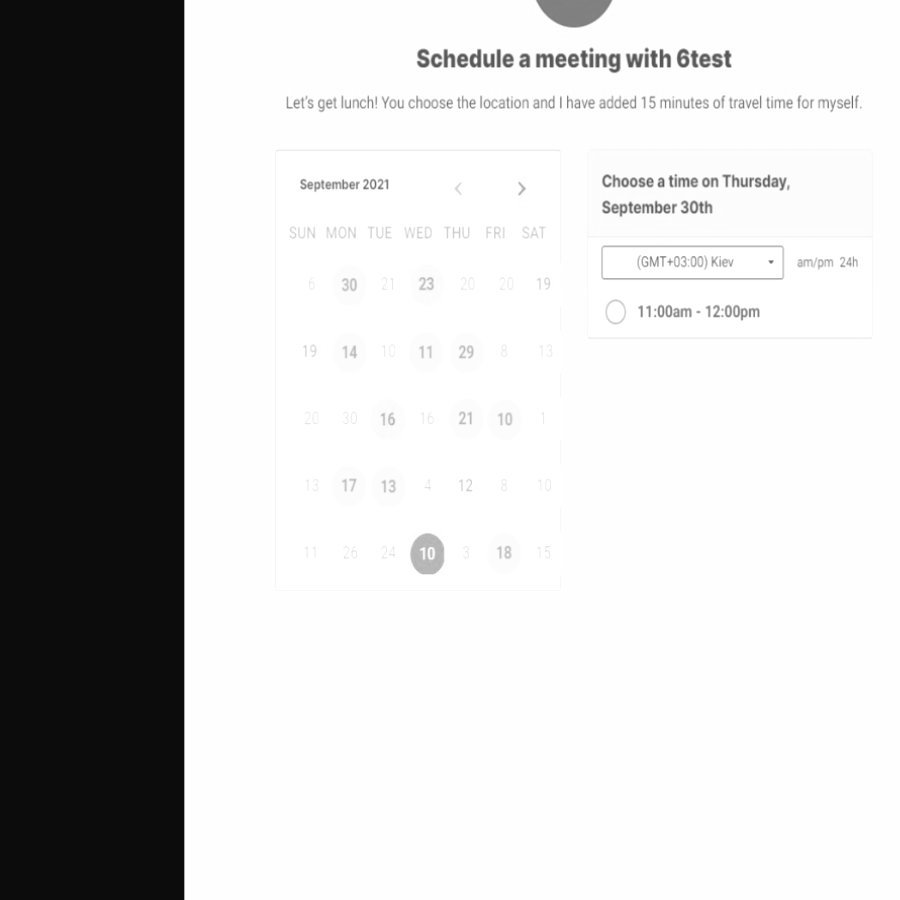 Schedule a meeting with 6test
Let's get lunch! You choose the location and I have added 15 minutes of travel time for myself.
September 2021
SUN MON TUE WED THU FRI SAT
6 30 21 23 20 20 19
19 14 10 11 29 8 13
20 30 16 16 21 10 1
13 17 13 4 12 8 10
11 26 24 10 3 18 15
Choose a time on Thursday,
September 30th
(GMT+03:00) Kiev am/pm 24h
11:00am - 12:00pm